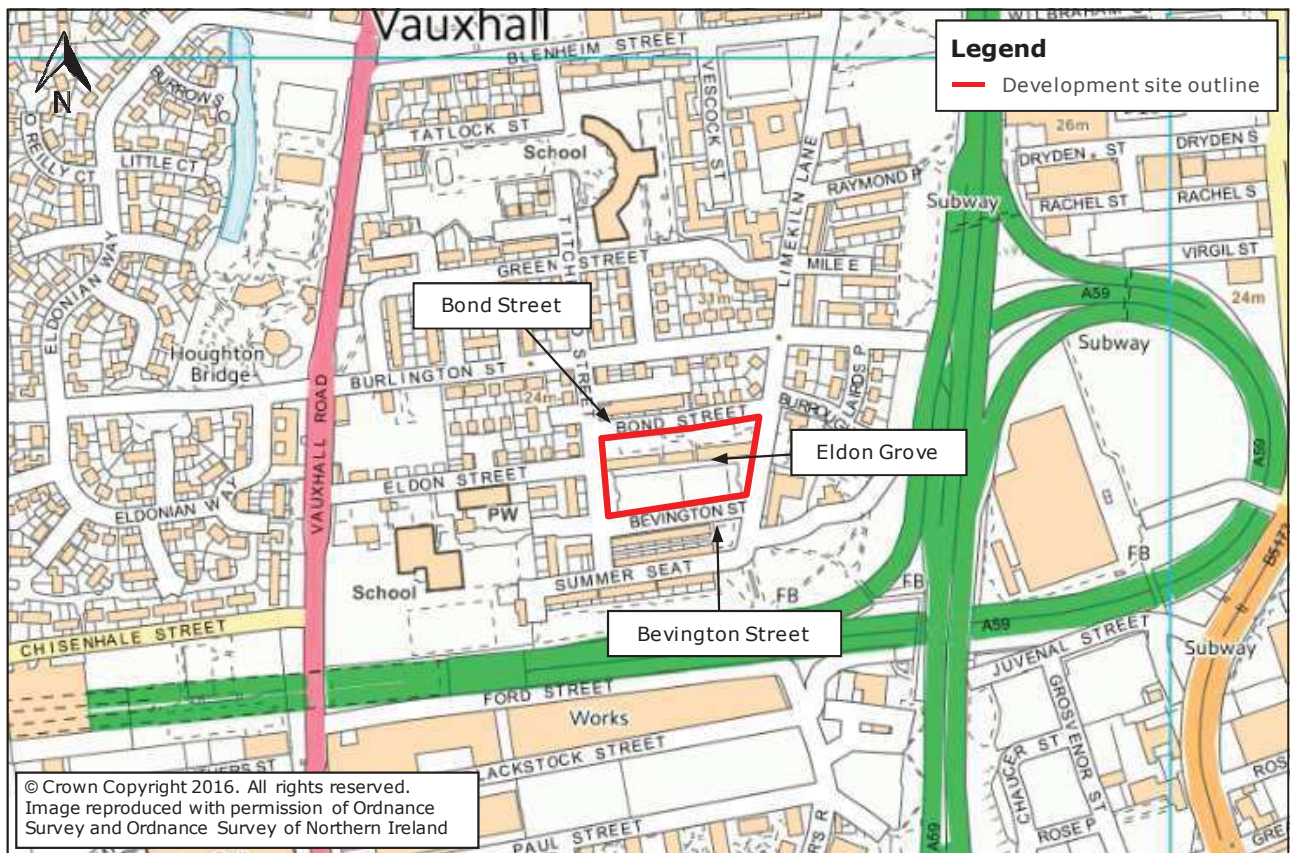 Vauxhall
WILBRAHAM
BLENHEIM STREET
Legend
Development site outline
N
BURROWS C
VESCOCK ST
26m
DRYDEN S
O REILLY CT
TATLOCK ST
DRYDEN ST
LITTLE CT
School
LIMEKILN LANE
RAYMOND P
RACHEL S
Subway
RACHEL ST
ELDONIAN WAY
TITCHFIELD STREET
VIRGIL ST
GREEN STREET
MILE E
A59
24m
Bond Street
31m
Subway
Houghton
Bridge
BURLINGTON ST
24m
LAIRDS P
BURROUGH
VAUXHALL ROAD
BOND STREET
Eldon Grove
A59
ELDON STREET
ELDONIAN WAY
PW
BEVINGTON ST
School
SUMMER SEAT
FB
FB
FB
CHISENHALE STREET
Bevington Street
A59
JUVENAL STREET
Subway
FORD STREET
Works
GROSVENOR ST
CHAUCER ST
LACKSTOCK STREET
A59
ROSE P
PAUL STREET
© Crown Copyright 2016. All rights reserved.
Image reproduced with permission of Ordnance
Survey and Ordnance Survey of Northern Ireland